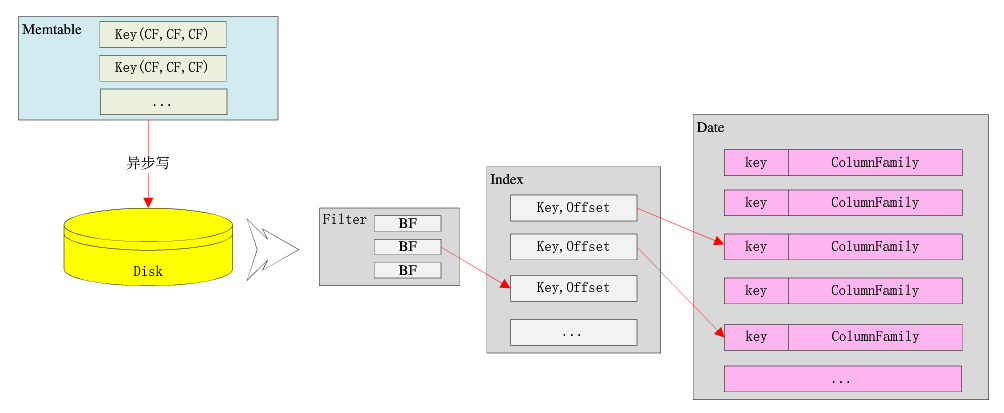 Memtable
Key(CF,CF,CF)
Key(CF,CF,CF)
...
异步写
Disk
Filter
BF
BF
BF
Index
Key,Offset
Key,Offset
Key,Offset
...
Date
key ColumnFamily
key ColumnFamily
key ColumnFamily
key ColumnFamily
key ColumnFamily
...